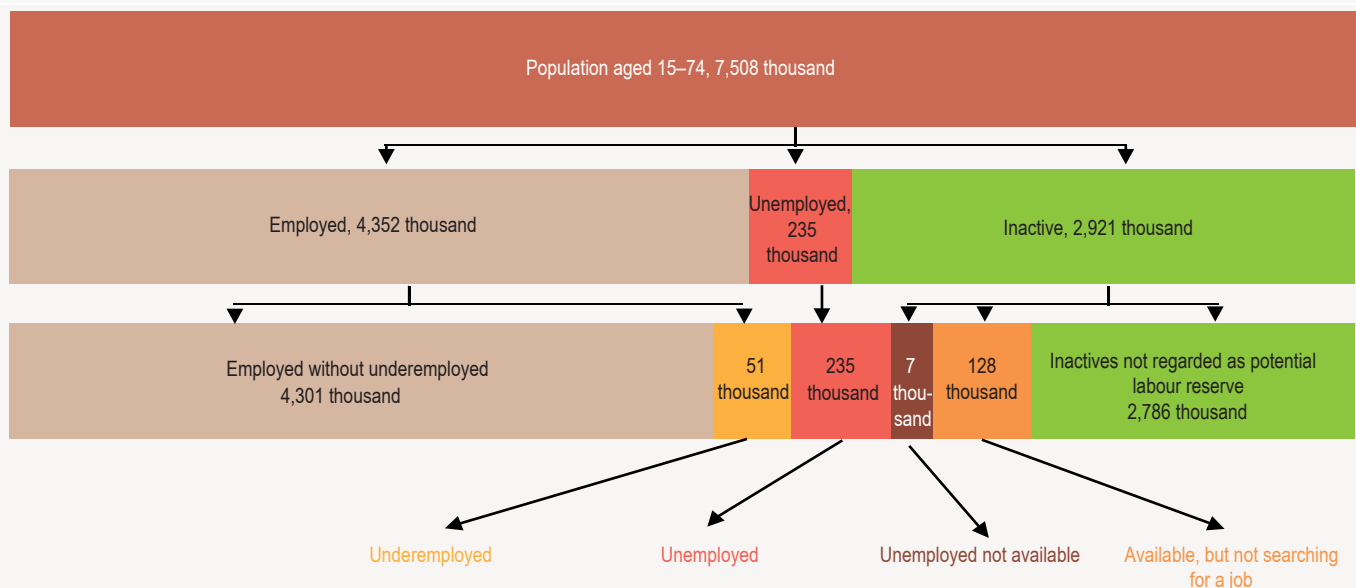 Population aged 15–74, 7,508 thousand
Employed, 4,352 thousand
Unemployed,
235
thousand
Inactive, 2,921 thousand
Employed without underemployed
4,301 thousand
51
thousand
235
thousand
7
thou-
sand
128
thousand
Inactives not regarded as potential
labour reserve
2,786 thousand
Underemployed
Unemployed
Unemployed not available
Available, but not searching
for a job